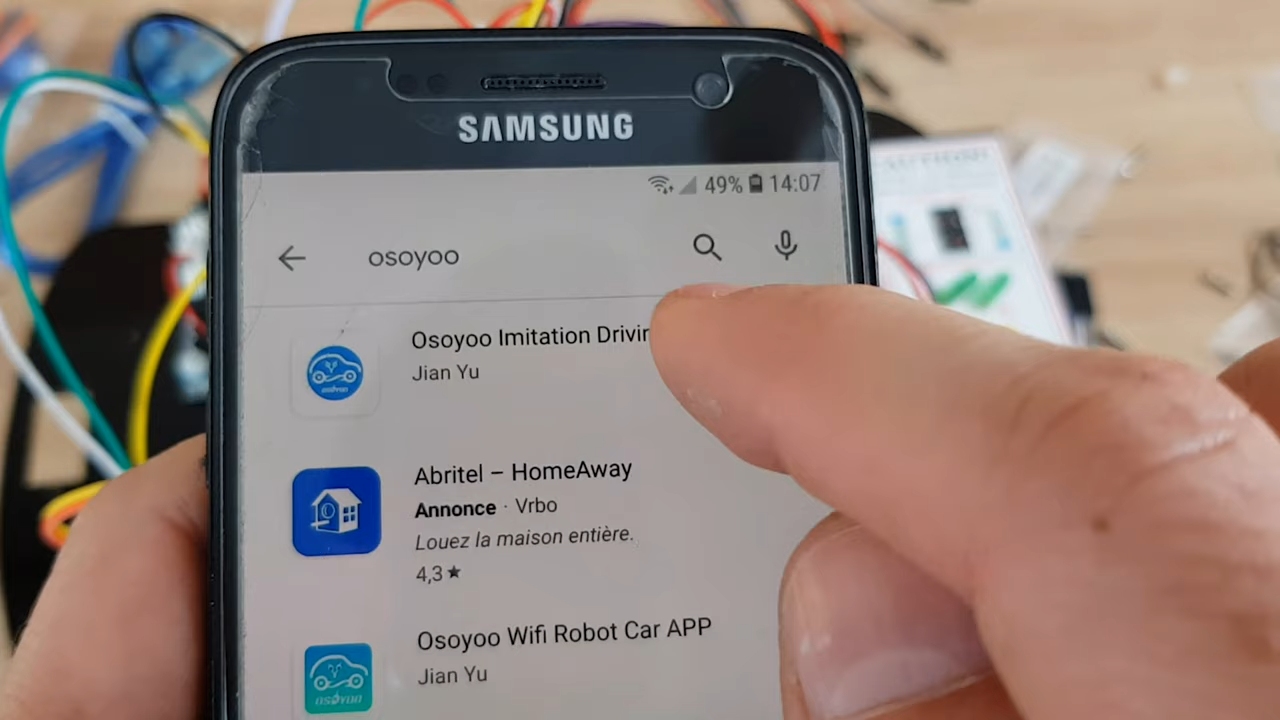 SAMSUNG
49% 14:07
osoyoo
Osoyoo Imitation
Jian Yu
Abritel – HomeAway
Annonce · Vrbo
Louez la maison entière.
4,3★
Osoyoo Wifi Robot Car APP
Jian Yu
OSOYOO